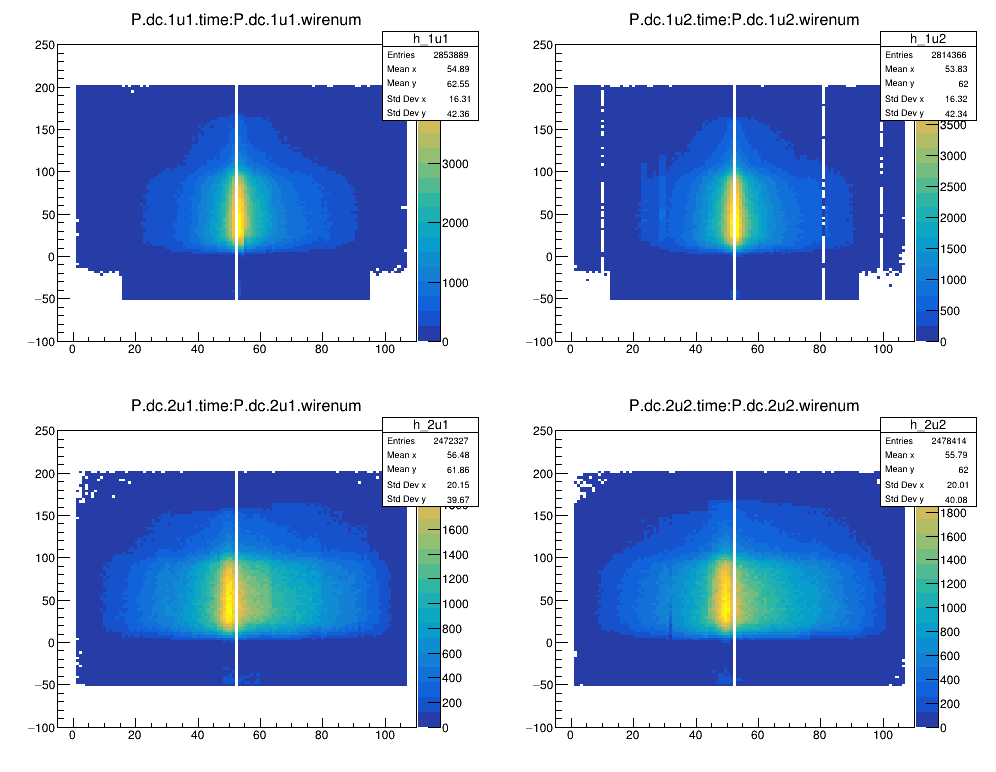 P.dc.1u1.time:P.dc.1u1.wirenum
h_1u1
Entries 2853889
Mean x 54.89
Mean y 62.55
Std Dev x 16.31
Std Dev y 42.36
250
200
150
100
50
0
−50
−100
0 20 40 60 80 100
3000
2000
1000
0
P.dc.1u2.time:P.dc.1u2.wirenum
h_1u2
Entries 2814366
Mean x 53.83
Mean y 62
Std Dev x 16.32
Std Dev y 42.34
250
200
150
100
50
0
−50
−100
0 20 40 60 80 100
3500
3000
2500
2000
1500
1000
500
0
P.dc.2u1.time:P.dc.2u1.wirenum
h_2u1
Entries 2472327
Mean x 56.48
Mean y 61.86
Std Dev x 20.15
Std Dev y 39.67
250
200
150
100
50
0
−50
−100
0 20 40 60 80 100
1600
1400
1200
1000
800
600
400
200
0
P.dc.2u2.time:P.dc.2u2.wirenum
h_2u2
Entries 2478414
Mean x 55.79
Mean y 62
Std Dev x 20.01
Std Dev y 40.08
250
200
150
100
50
0
−50
−100
0 20 40 60 80 100
1800
1600
1400
1200
1000
800
600
400
200
0